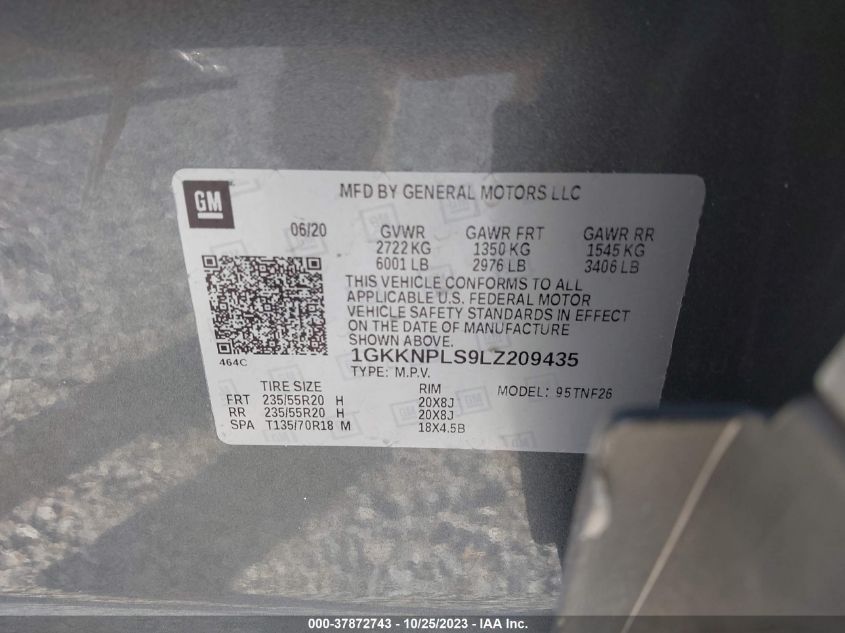 GM
MFD BY GENERAL MOTORS LLC
06/20 GVWR GAWR FRT GAWR RR
2722 KG 1350 KG 1545 KG
6001 LB 2976 LB 3406 LB
THIS VEHICLE CONFORMS TO ALL
APPLICABLE U.S. FEDERAL MOTOR
VEHICLE SAFETY STANDARDS IN EFFECT
ON THE DATE OF MANUFACTURE
SHOWN ABOVE.
464C
1GKKNPLS9LZ209435
TYPE: M.P.V.
TIRE SIZE RIM MODEL: 95TNF26
FRT 235/55R20 H 20X8J
RR 235/55R20 H 20X8J
SPA T135/70R18 M 18X4.5B
000-37872743 - 10/25/2023 - © IAA Holdings, LLC.